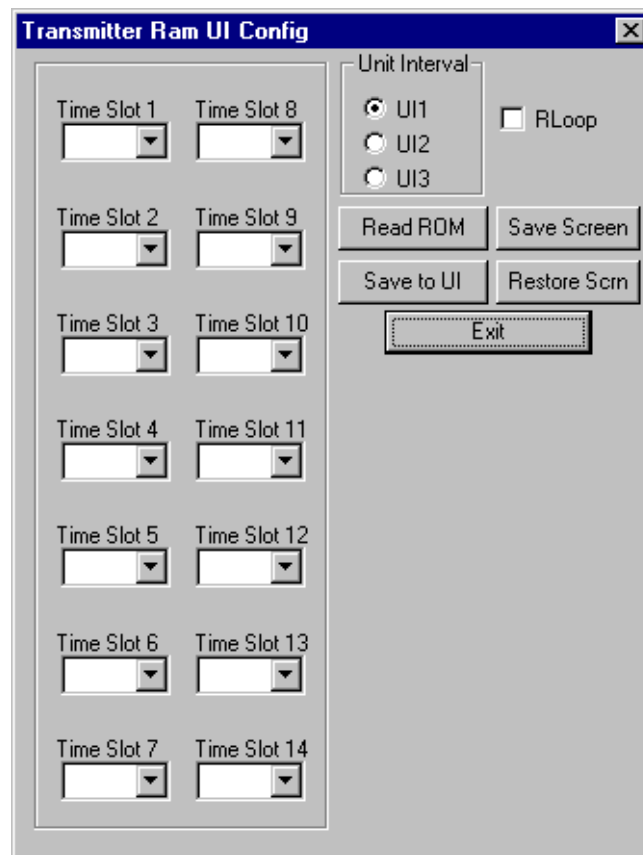 Transmitter Ram UI Config
Time Slot 1
Time Slot 8
Time Slot 2
Time Slot 9
Time Slot 3
Time Slot 10
Time Slot 4
Time Slot 11
Time Slot 5
Time Slot 12
Time Slot 6
Time Slot 13
Time Slot 7
Time Slot 14
Unit Interval
UI1
UI2
UI3
RLoop
Read ROM
Save Screen
Save to UI
Restore Scrn
Exit